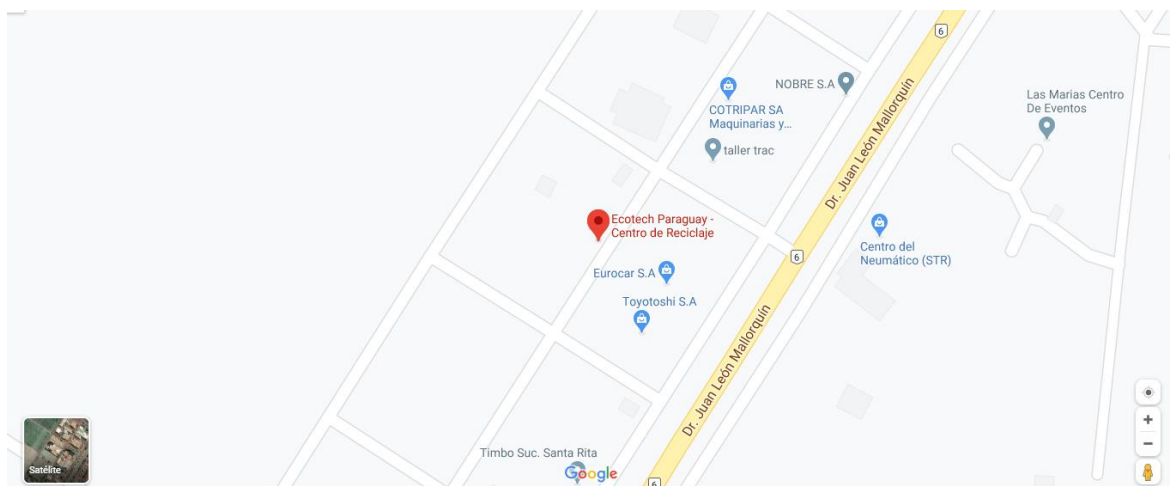 6
NOBRE S.A
COTRIPAR SA
Maquinarias y...
Las Marias Centro
De Eventos
Dr. Juan León Mallorquín
taller trac
Ecotech Paraguay -
Centro de Reciclaje
6
Centro del
Neumático (STR)
Eurocar S.A
Toyotoshi S.A
Dr. Juan León Mallorquín
Timbo Suc. Santa Rita
Satélite
Google
6